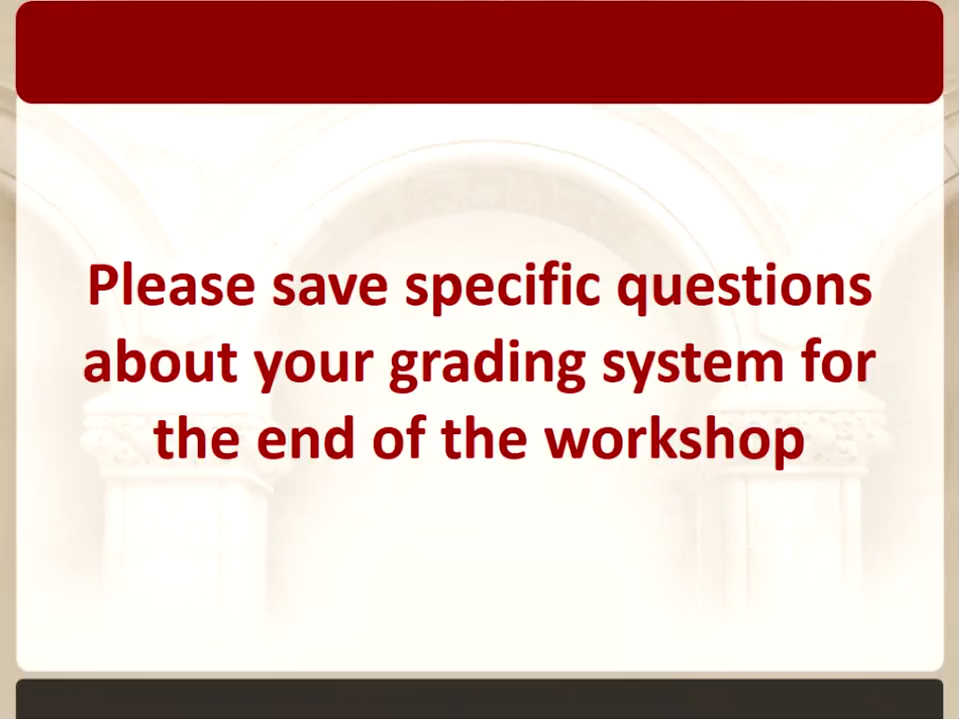 Please save specific questions
about your grading system for
the end of the workshop